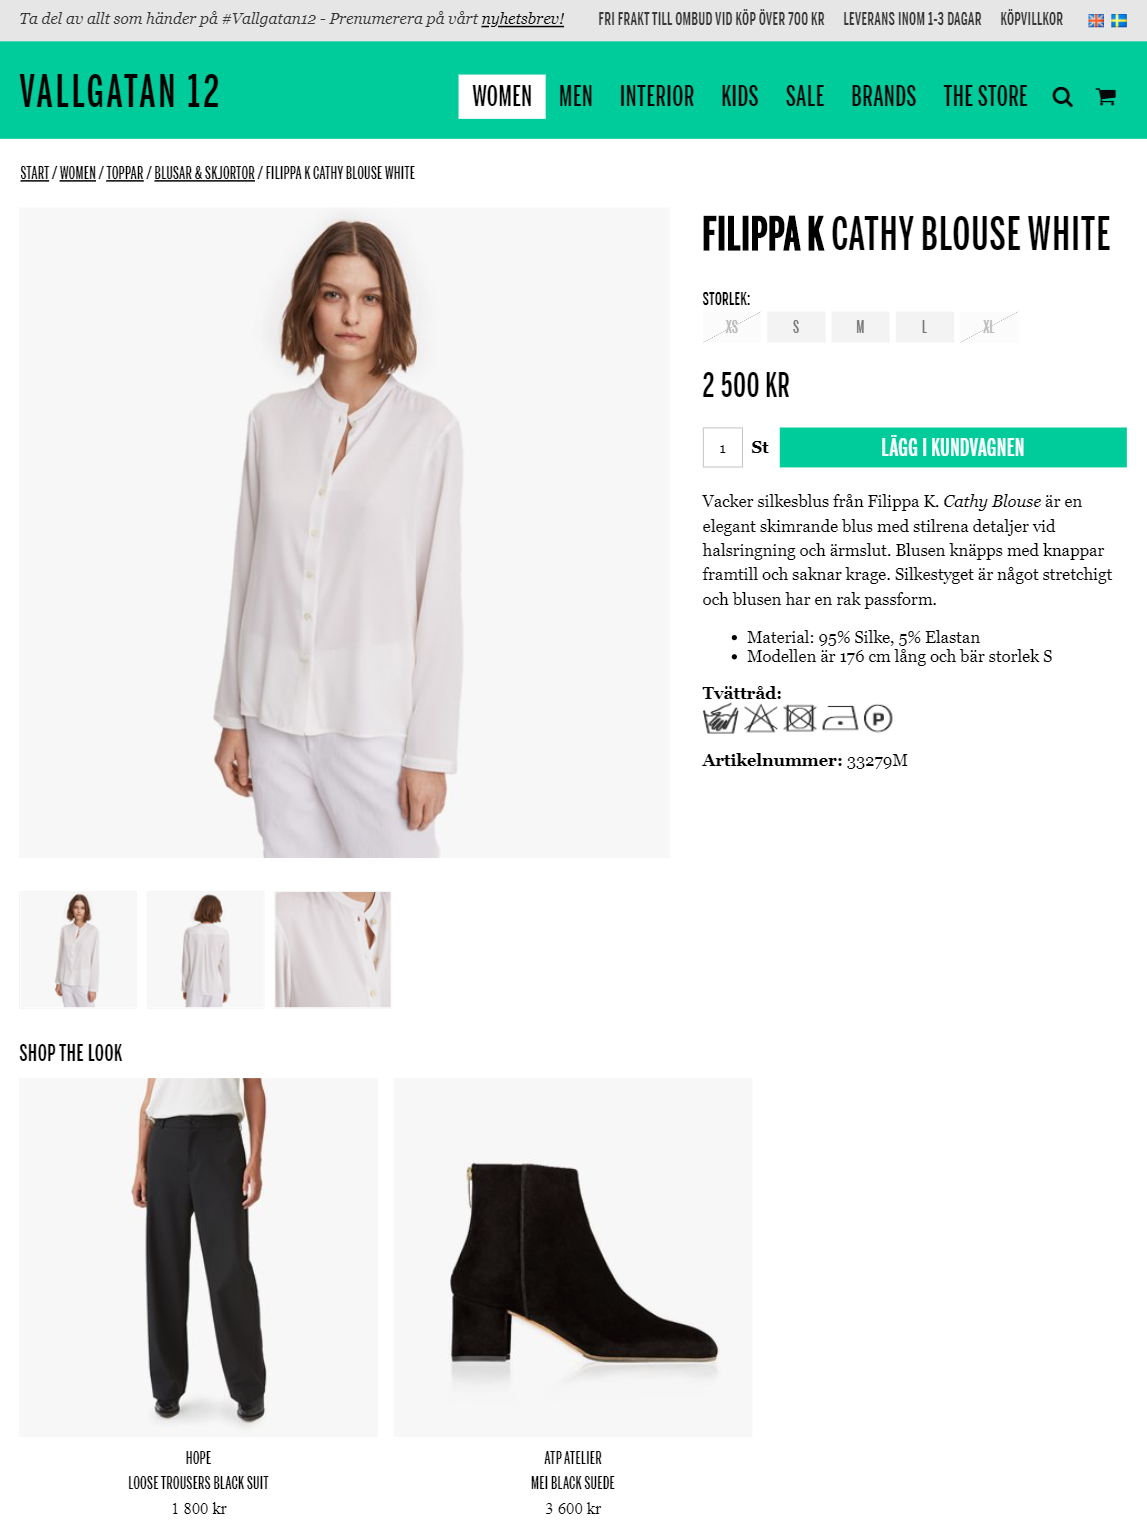 Ta del av allt som händer på #Vallgatan12 - Prenumerera på vårt nyhetsbrev!
FRI FRAKT TILL OMBUD VID KÖP ÖVER 700 KR
LEVERANS INOM 1-3 DAGAR
KÖPVILLKOR
VALLGATAN 12
WOMEN
MEN
INTERIOR
KIDS
SALE
BRANDS
THE STORE
START / WOMEN / TOPPAR / BLUSAR & SKJORTOR / FILIPPA K CATHY BLOUSE WHITE
FILIPPA K CATHY BLOUSE WHITE
STORLEK:
XS
S
M
L
XL
2 500 KR
1
St
LÄGG I KUNDVAGNEN
Vacker silkesblus från Filippa K. Cathy Blouse är en
elegant skimrande blus med stilrena detaljer vid
halsringning och ärmslut. Blusen knäpps med knappar
framtill och saknar krage. Silkestyget är något stretchigt
och blusen har en rak passform.
• Material: 95% Silke, 5% Elastan
• Modellen är 176 cm lång och bär storlek S
Tvättråd:
P
Artikelnummer: 33279M
SHOP THE LOOK
HOPE
LOOSE TROUSERS BLACK SUIT
1 800 kr
ATP ATELIER
MEI BLACK SUEDE
3 600 kr